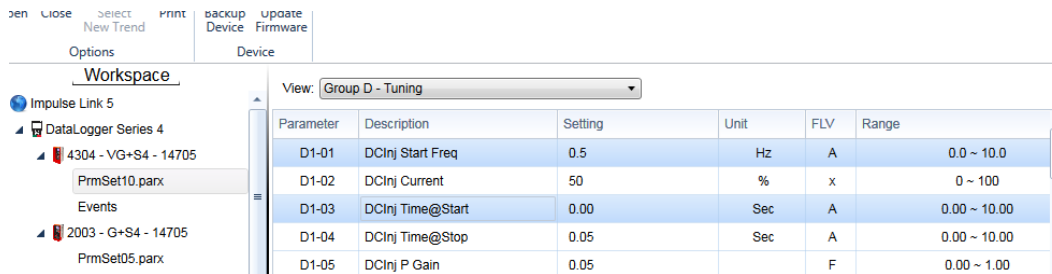 Close Select Print Backup Update
New Trend Device Firmware
Options Device
Workspace
Impulse Link 5
DataLogger Series 4
4304 - VG+S4 - 14705
PrmSet10.parx
Events
2003 - G+S4 - 14705
PrmSet05.parx
View: Group D - Tuning
Parameter Description Setting Unit FLV Range
D1-01 DCInj Start Freq 0.5 Hz A 0.0 ~ 10.0
D1-02 DCInj Current 50 % x 0 ~ 100
D1-03 DCInj Time@Start 0.00 Sec A 0.00 ~ 10.00
D1-04 DCInj Time@Stop 0.05 Sec A 0.00 ~ 10.00
D1-05 DCInj P Gain 0.05 F 0.00 ~ 1.00